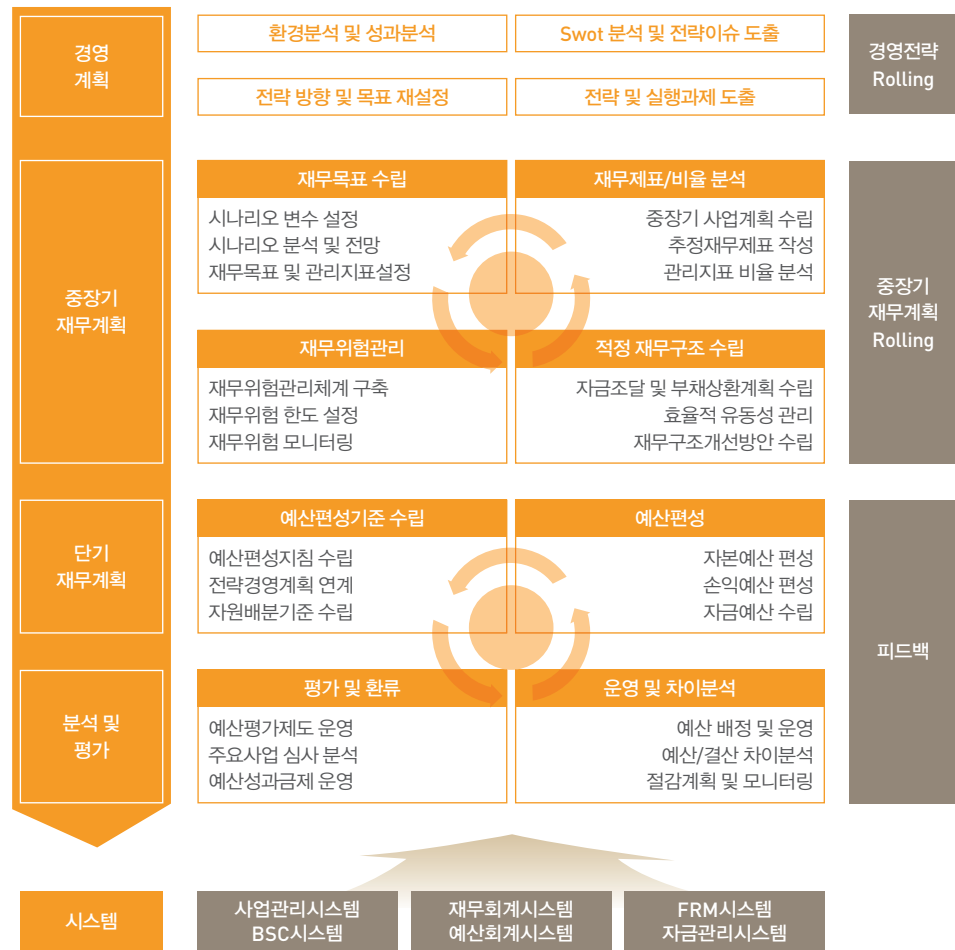 경영
계획
환경분석 및 성과분석
Swot 분석 및 전략이슈 도출
전략 방향 및 목표 재설정
전략 및 실행과제 도출
경영전략
Rolling
중장기
재무계획
재무목표 수립
시나리오 변수 설정
시나리오 분석 및 전망
재무목표 및 관리지표설정
재무제표/비율 분석
중장기 사업계획 수립
추정재무제표 작성
관리지표 비율 분석
재무위험관리
재무위험관리체계 구축
재무위험 한도 설정
재무위험 모니터링
적정 재무구조 수립
자금조달 및 부채상환계획 수립
효율적 유동성 관리
재무구조개선방안 수립
중장기
재무계획
Rolling
단기
재무계획
예산편성기준 수립
예산편성지침 수립
전략경영계획 연계
자원배분기준 수립
예산편성
자본예산 편성
손익예산 편성
자금예산 수립
분석 및
평가
평가 및 환류
예산평가제도 운영
주요사업 심사 분석
예산성과금제 운영
운영 및 차이분석
예산 배정 및 운영
예산/결산 차이분석
절감계획 및 모니터링
피드백
시스템
사업관리시스템
BSC시스템
재무회계시스템
예산회계시스템
FRM시스템
자금관리시스템